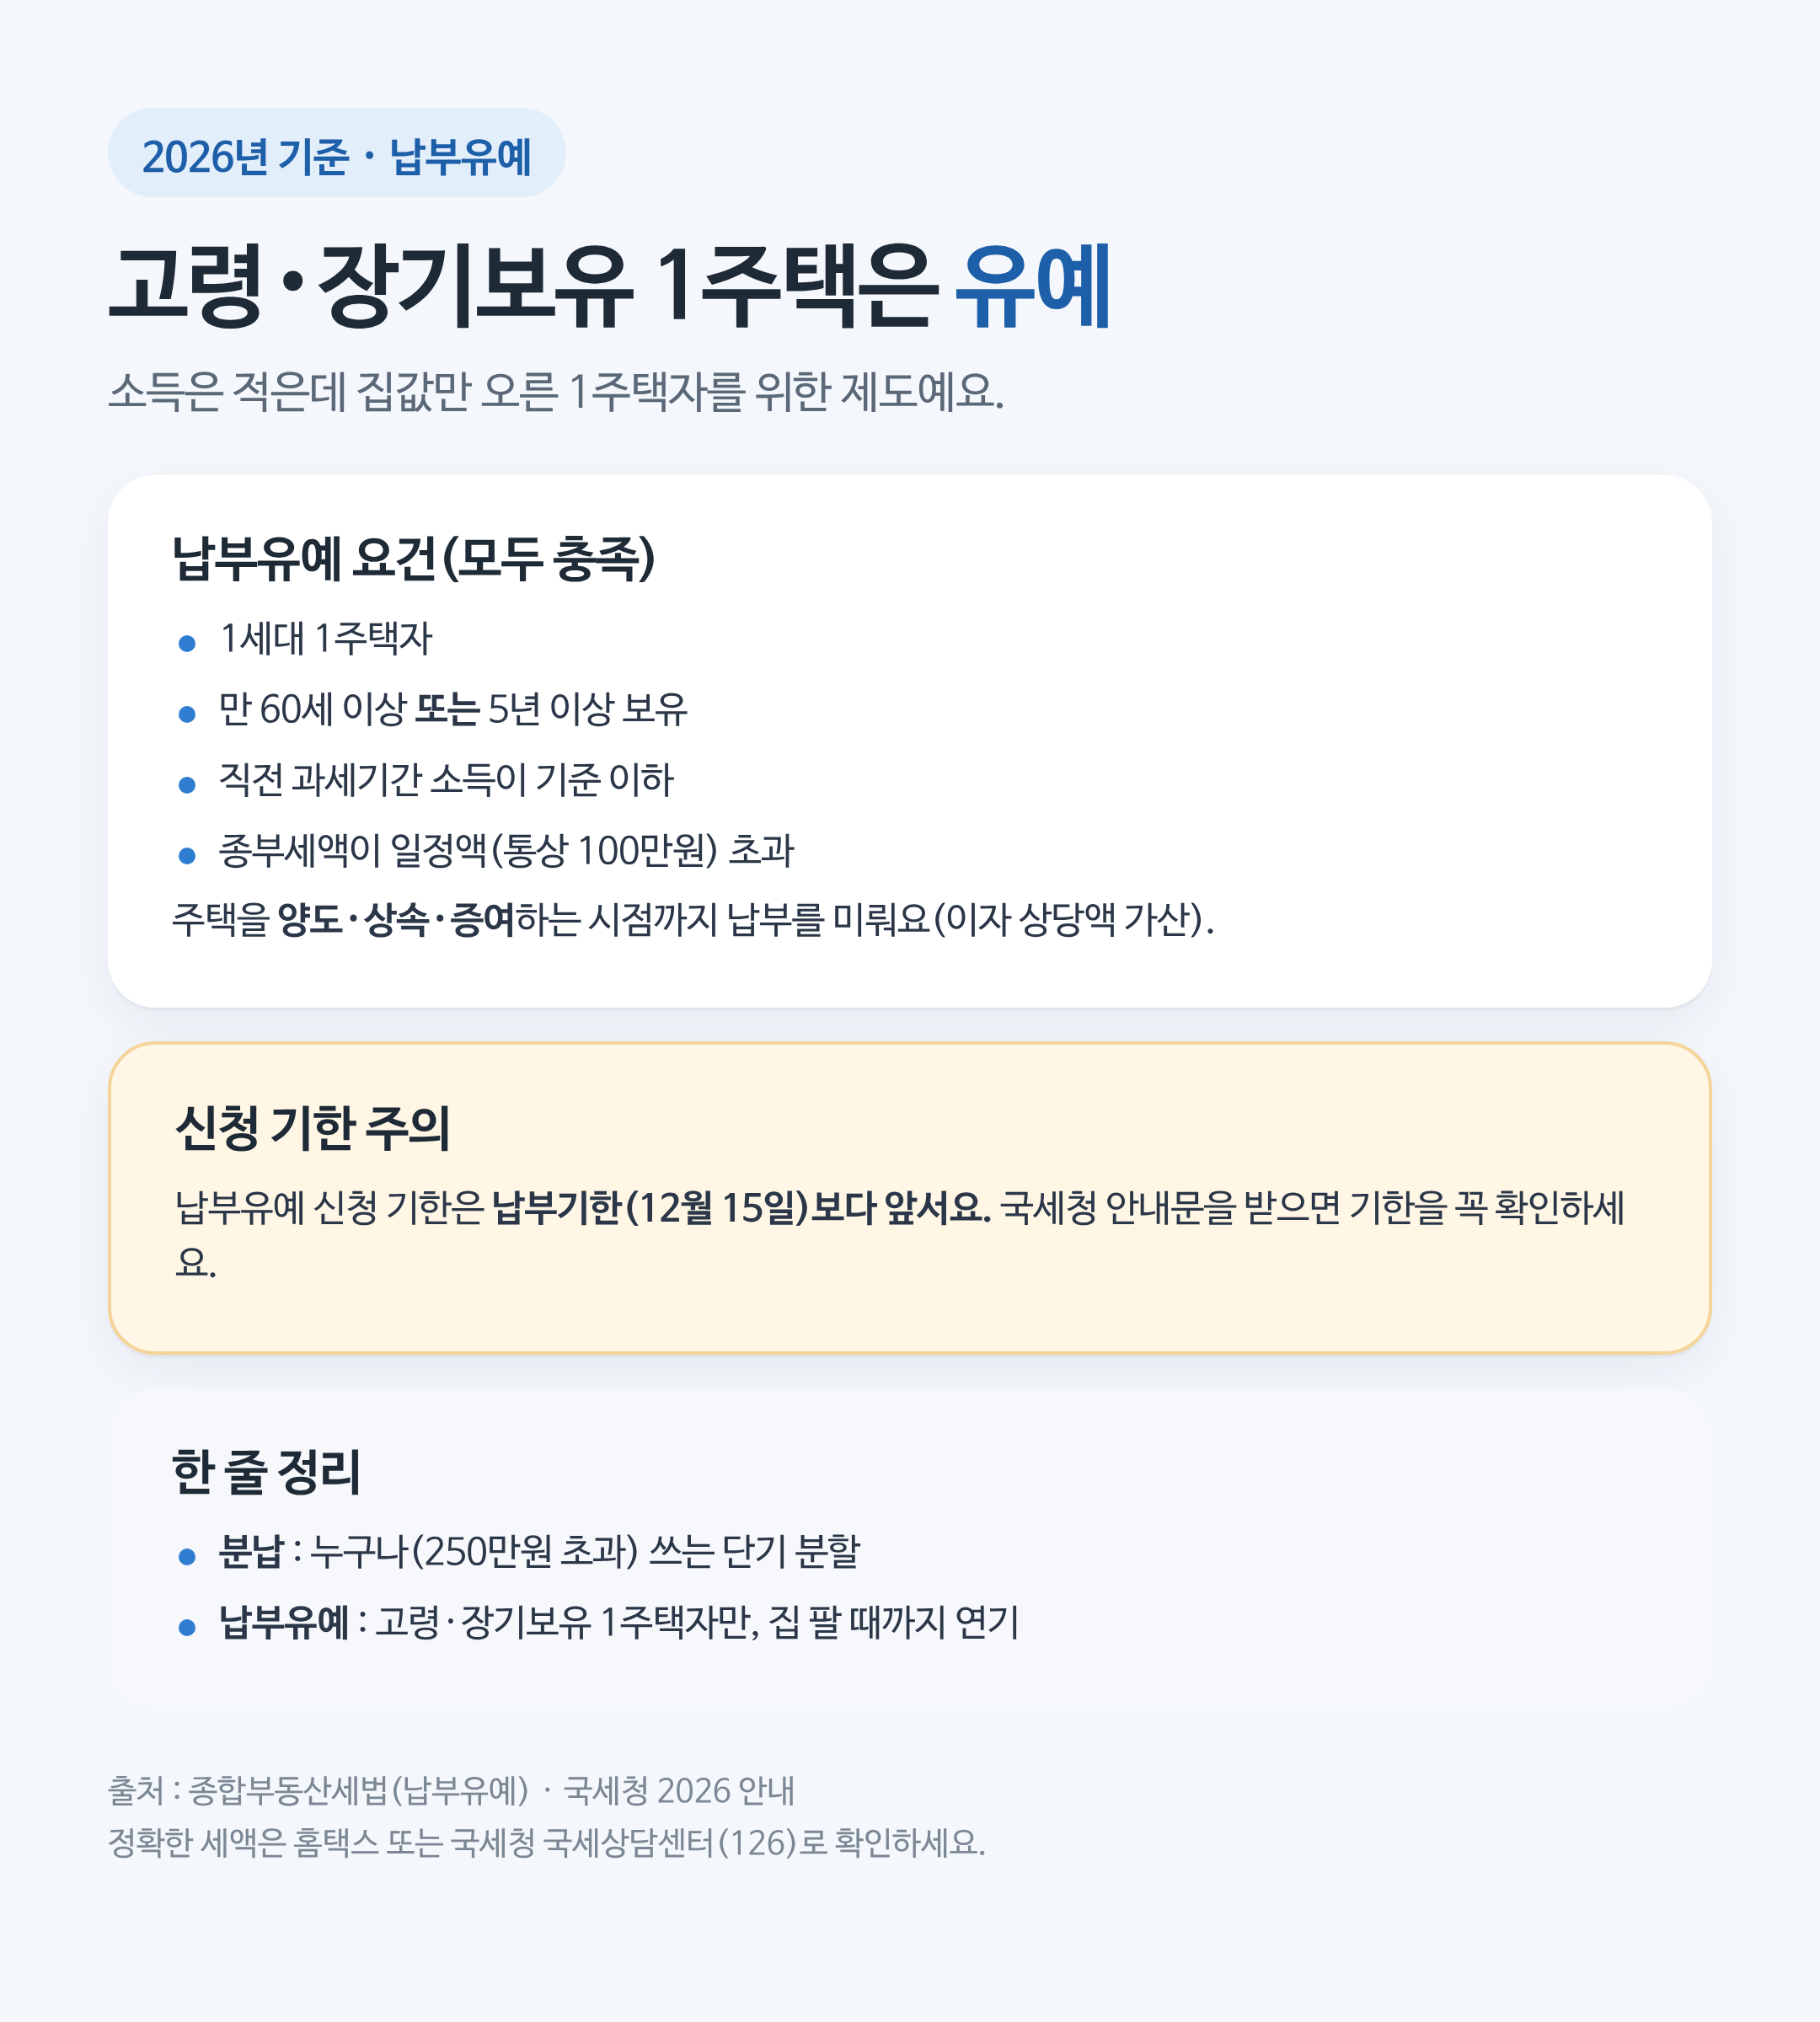 2026년 기준 · 납부유예
고령·장기보유 1주택은 유예
소득은 적은데 집값만 오른 1주택자를 위한 제도예요.
납부유예 요건(모두 충족)
● 1세대 1주택자
● 만 60세 이상 또는 5년 이상 보유
● 직전 과세기간 소득이 기준 이하
● 종부세액이 일정액(통상 100만원) 초과
주택을 양도·상속·증여하는 시점까지 납부를 미뤄요(이자 상당액 가산).
신청 기한 주의
납부유예 신청 기한은 납부기한(12월 15일)보다 앞서요. 국세청 안내문을 받으면 기한을 꼭 확인하세
요.
한 줄 정리
● 분납 : 누구나(250만원 초과) 쓰는 단기 분할
● 납부유예 : 고령·장기보유 1주택자만, 집 팔 때까지 연기
출처 : 종합부동산세법(납부유예) · 국세청 2026 안내
정확한 세액은 홈택스 또는 국세청 국세상담센터(126)로 확인하세요.